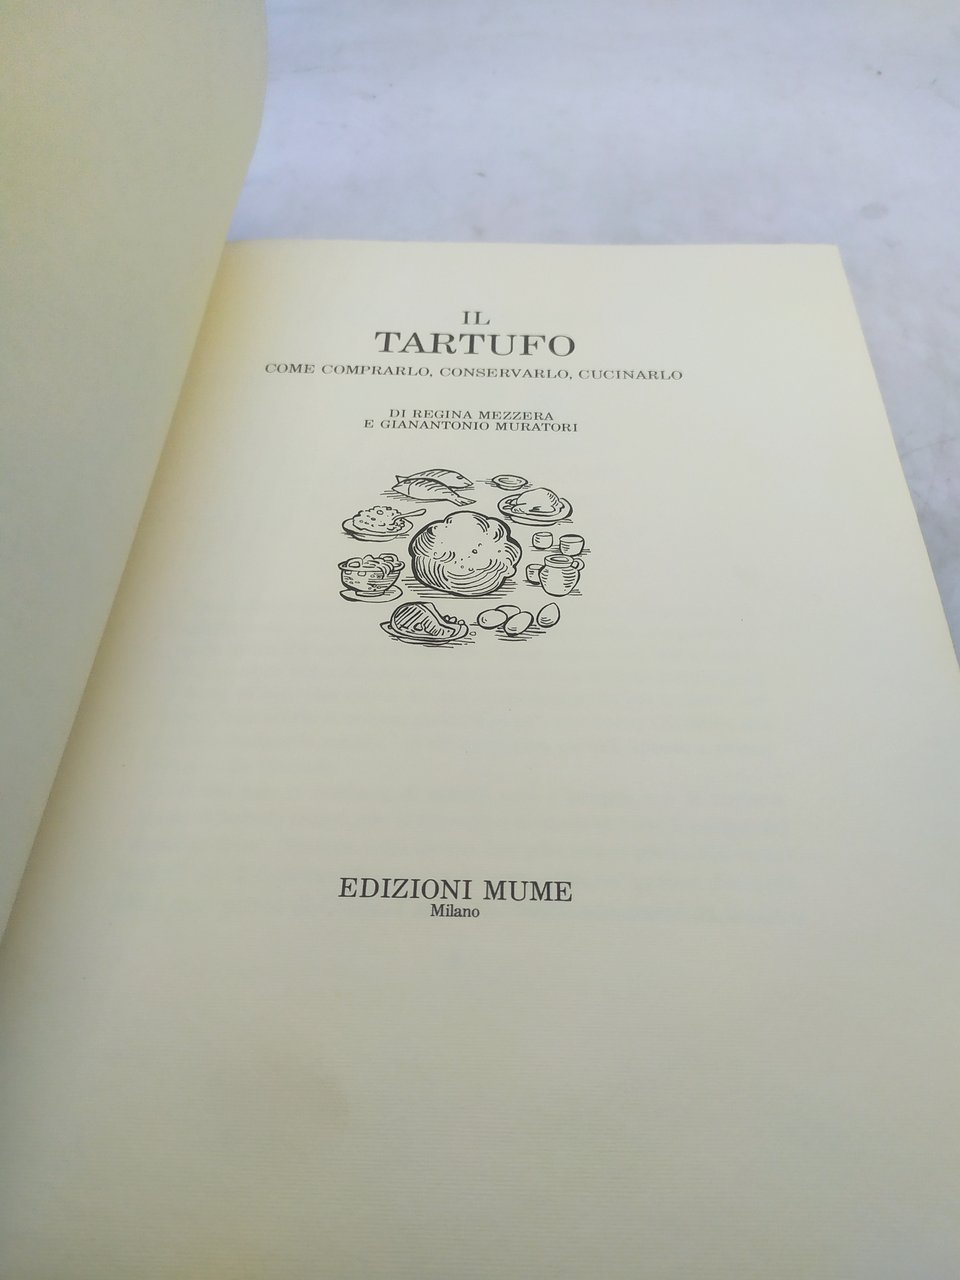 IL
TARTUFO
COME COMPRARLO, CONSERVARLO, CUCINARLO
DI REGINA MEZZERA
E GIANANTONIO MURATORI
EDIZIONI MUME
Milano